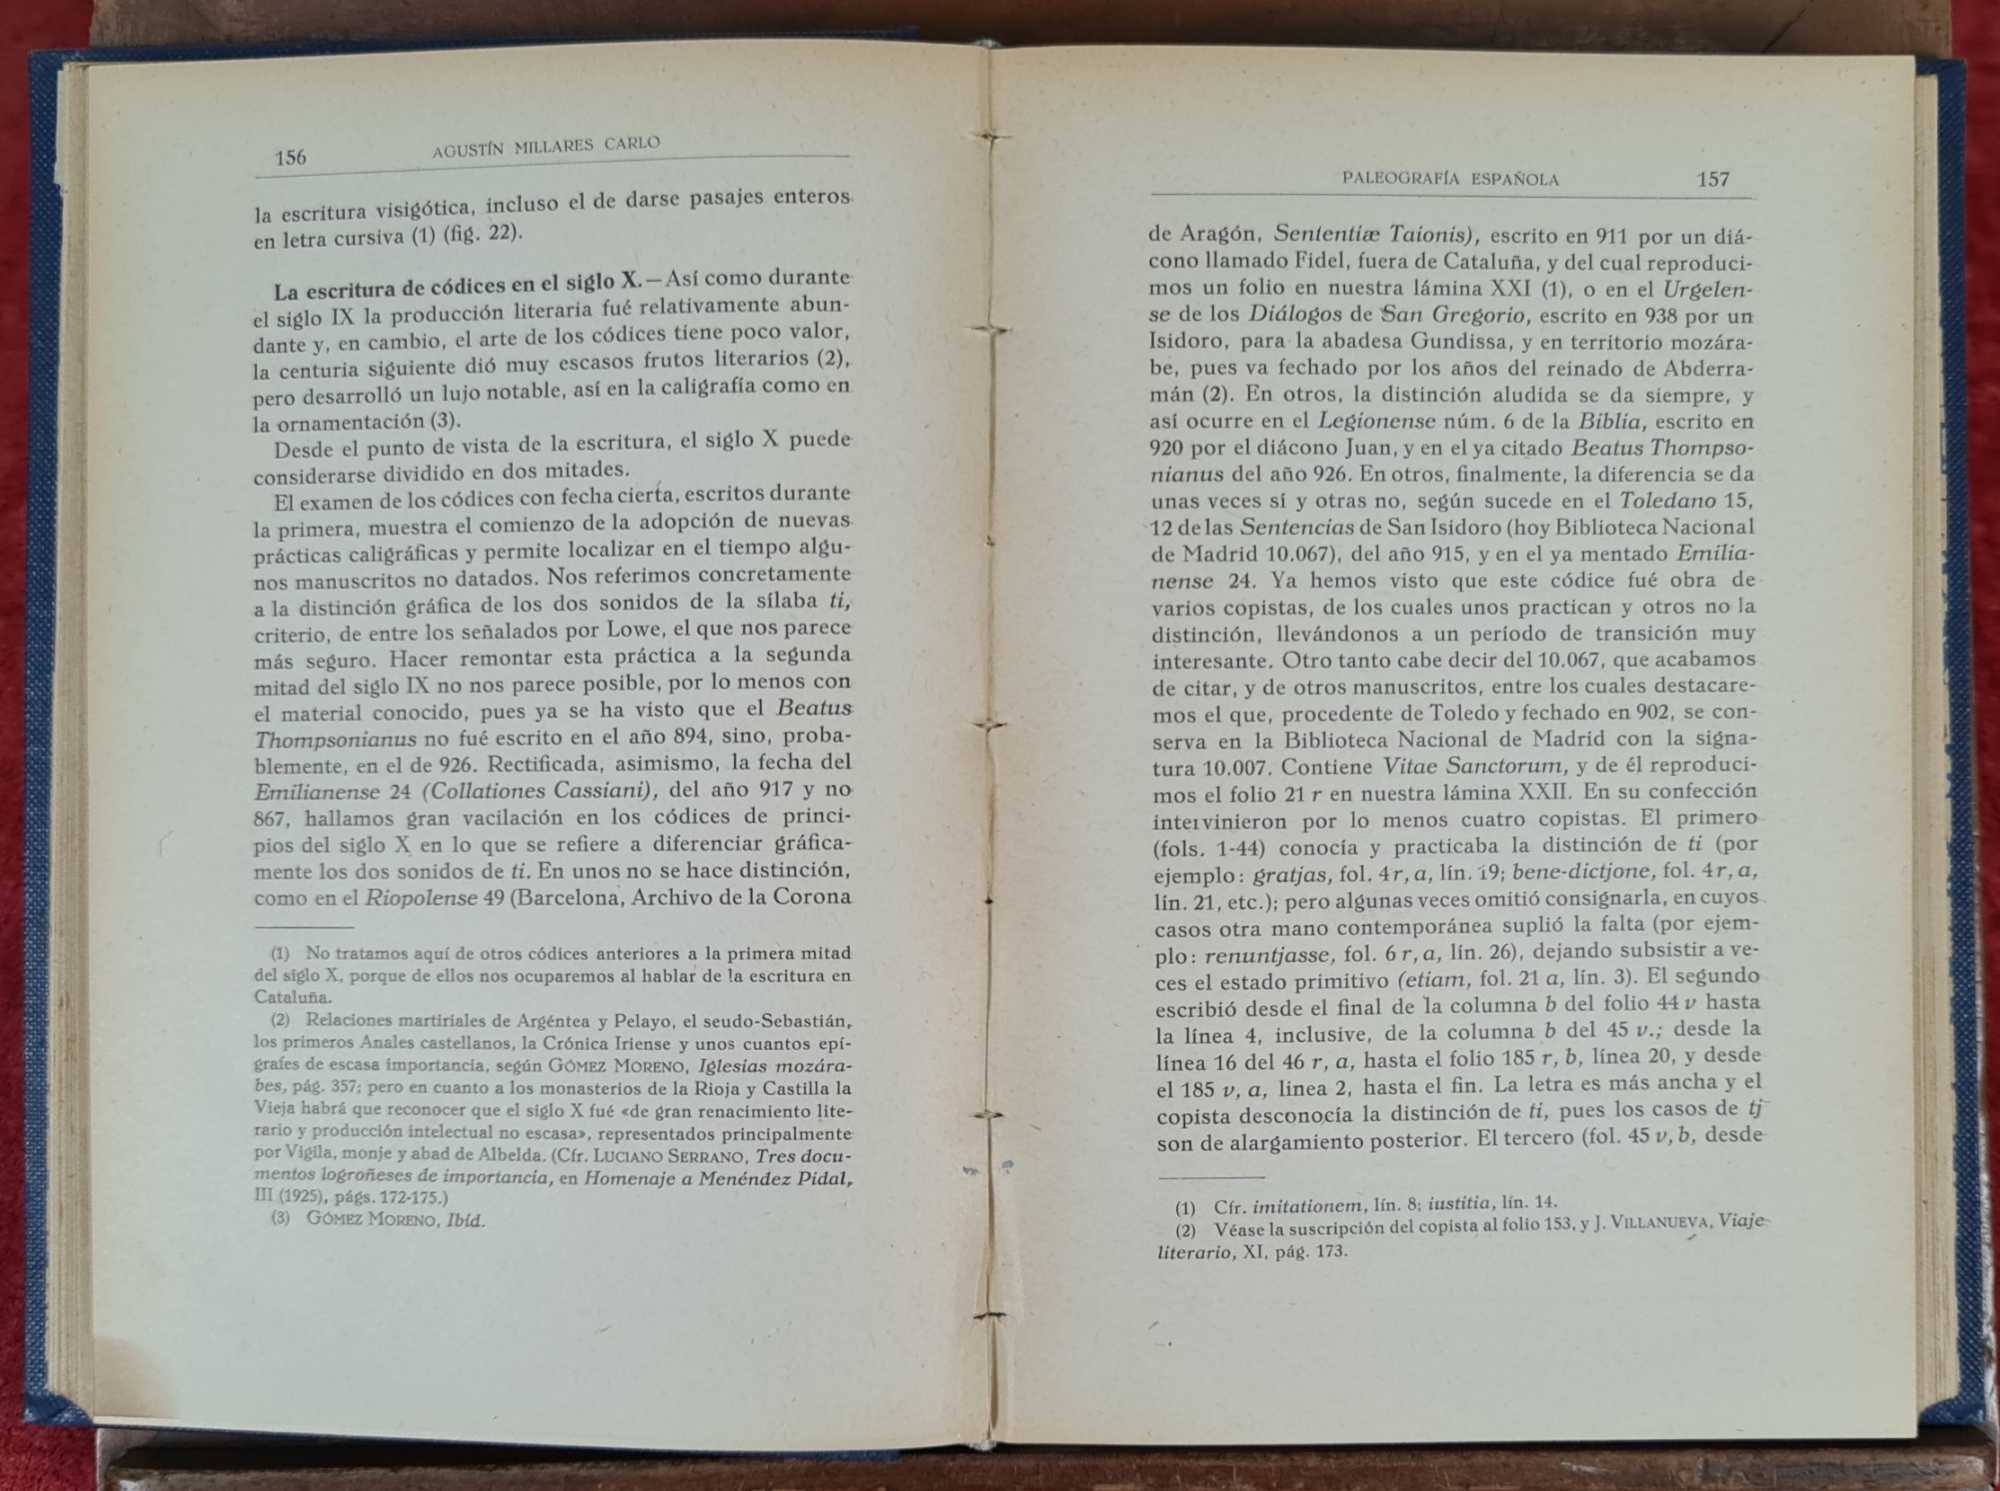 156
AGUSTÍN MILLARES CARLO
la escritura visigótica, incluso el de darse pasajes enteros
en letra cursiva (1) (fig. 22).
La escritura de códices en el siglo X.—Así como durante
el siglo IX la producción literaria fué relativamente abun-
dante y, en cambio, el arte de los códices tiene poco valor,
la centuria siguiente dió muy escasos frutos literarios (2),
pero desarrolló un lujo notable, así en la caligrafía como en
la ornamentación (3).
Desde el punto de vista de la escritura, el siglo X puede
considerarse dividido en dos mitades.
El examen de los códices con fecha cierta, escritos durante
la primera, muestra el comienzo de la adopción de nuevas
prácticas caligráficas y permite localizar en el tiempo algu-
nos manuscritos no datados. Nos referimos concretamente
a la distinción gráfica de los dos sonidos de la sílaba ti,
criterio, de entre los señalados por Lowe, el que nos parece
más seguro. Hacer remontar esta práctica a la segunda
mitad del siglo IX no nos parece posible, por lo menos con
el material conocido, pues ya se ha visto que el Beatus
Thompsonianus no fué escrito en el año 894, sino, proba-
blemente, en el de 926. Rectificada, asimismo, la fecha del
Emilianense 24 (Collationes Cassiani), del año 917 y no
867, hallamos gran vacilación en los códices de princi-
pios del siglo X en lo que se refiere a diferenciar gráfica-
mente los dos sonidos de ti. En unos no se hace distinción,
como en el Riopolense 49 (Barcelona, Archivo de la Corona
(1) No tratamos aquí de otros códices anteriores a la primera mitad
del siglo X, porque de ellos nos ocuparemos al hablar de la escritura en
Cataluña.
(2) Relaciones martiriales de Argéntea y Pelayo, el seudo-Sebastián,
los primeros Anales castellanos, la Crónica Iriense y unos cuantos epí-
grafes de escasa importancia, según GÓMEZ MORENO, Iglesias mozára-
bes, pág. 357; pero en cuanto a los monasterios de la Rioja y Castilla la
Vieja habrá que reconocer que el siglo X fué «de gran renacimiento lite-
rario y producción intelectual no escasa», representados principalmente
por Vigila, monje y abad de Albelda. (Cfr. LUCIANO SERRANO, Tres docu-
mentos logroñeses de importancia, en Homenaje a Menéndez Pidal,
III (1925), págs. 172-175.)
(3) GÓMEZ MORENO, Ibíd.
PALEOGRAFÍA ESPAÑOLA
157
de Aragón, Sententiæ Taionis), escrito en 911 por un diá-
cono llamado Fidel, fuera de Cataluña, y del cual reproduci-
mos un folio en nuestra lámina XXI (1), o en el Urgelen-
se de los Diálogos de San Gregorio, escrito en 938 por un
Isidoro, para la abadesa Gundissa, y en territorio mozára-
be, pues va fechado por los años del reinado de Abderra-
mán (2). En otros, la distinción aludida se da siempre, y
así ocurre en el Legionense núm. 6 de la Biblia, escrito en
920 por el diácono Juan, y en el ya citado Beatus Thompso-
nianus del año 926. En otros, finalmente, la diferencia se da
unas veces sí y otras no, según sucede en el Toledano 15,
12 de las Sentencias de San Isidoro (hoy Biblioteca Nacional
de Madrid 10.067), del año 915, y en el ya mentado Emilia-
nense 24. Ya hemos visto que este códice fué obra de
varios copistas, de los cuales unos practican y otros no la
distinción, llevándonos a un período de transición muy
interesante. Otro tanto cabe decir del 10.067, que acabamos
de citar, y de otros manuscritos, entre los cuales destacare-
mos el que, procedente de Toledo y fechado en 902, se con-
serva en la Biblioteca Nacional de Madrid con la signa-
tura 10.007. Contiene Vitae Sanctorum, y de él reproduci-
mos el folio 21 r en nuestra lámina XXII. En su confección
intervinieron por lo menos cuatro copistas. El primero
(fols. 1-44) conocía y practicaba la distinción de ti (por
ejemplo: gratjas, fol. 4 r, a, lín. 19; bene-dictjone, fol. 4 r, a,
lín. 21, etc.); pero algunas veces omitió consignarla, en cuyos
casos otra mano contemporánea suplió la falta (por ejem-
plo: renuntjasse, fol. 6 r, a, lín. 26), dejando subsistir a ve-
ces el estado primitivo (etiam, fol. 21 a, lín. 3). El segundo
escribió desde el final de la columna b del folio 44 v hasta
la línea 4, inclusive, de la columna b del 45 v.; desde la
línea 16 del 46 r, a, hasta el folio 185 r, b, línea 20, y desde
el 185 v, a, linea 2, hasta el fin. La letra es más ancha y el
copista desconocía la distinción de ti, pues los casos de tj
son de alargamiento posterior. El tercero (fol. 45 v, b, desde
(1) Cfr. imitationem, lín. 8; iustitia, lín. 14.
(2) Véase la suscripción del copista al folio 153, y J. VILLANUEVA, Viaje
literario, XI, pág. 173.